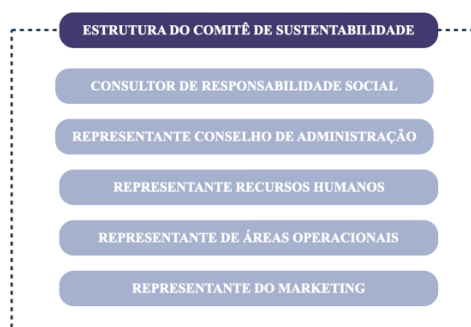 ESTRUTURA DO COMITÊ DE SUSTENTABILIDADE
CONSULTOR DE RESPONSABILIDADE SOCIAL
REPRESENTANTE CONSELHO DE ADMINISTRAÇÃO
REPRESENTANTE RECURSOS HUMANOS
REPRESENTANTE DE ÁREAS OPERACIONAIS
REPRESENTANTE DO MARKETING